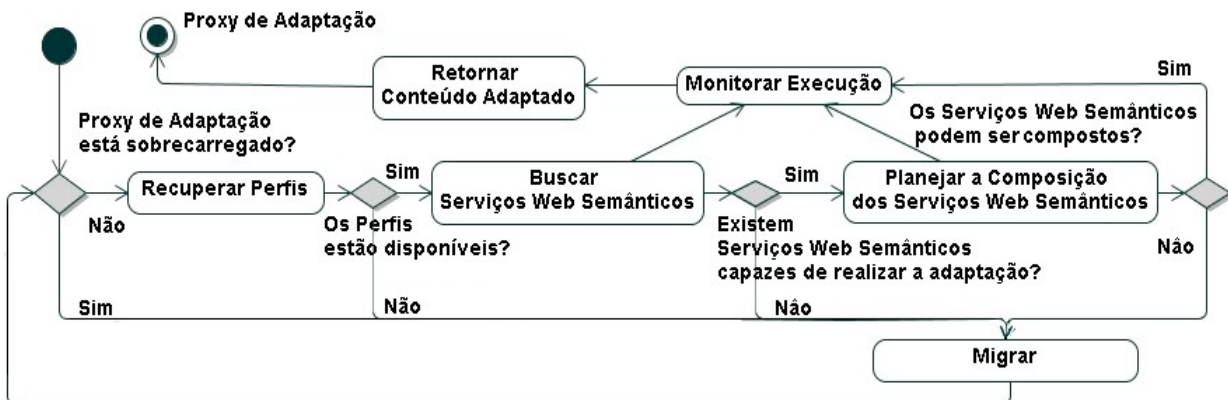 Proxy de Adaptação
Retornar
Conteúdo Adaptado
Monitorar Execução
Sim
Proxy de Adaptação
está sobrecarregado?
Os Serviços Web Semânticos
podem ser compostos?
Recuperar Perfis
Sim
Buscar
Serviços Web Semânticos
Sim
Planejar a Composição
dos Serviços Web Semânticos
Não
Os Perfis
estão disponíveis?
Existem
Serviços Web Semânticos
capazes de realizar a adaptação?
Nâo
Sim
Não
Nâo
Migrar